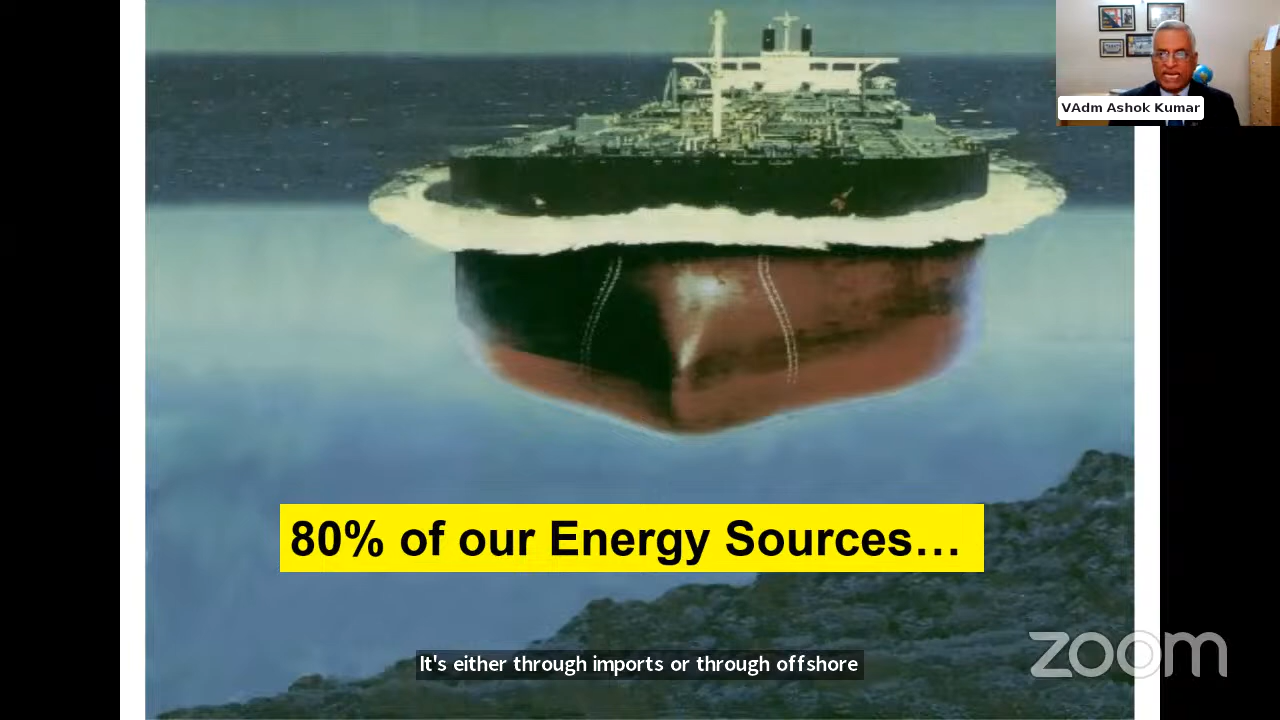 VAdm Ashok Kumar
80% of our Energy Sources...
It's either through imports or through offshore
zoom